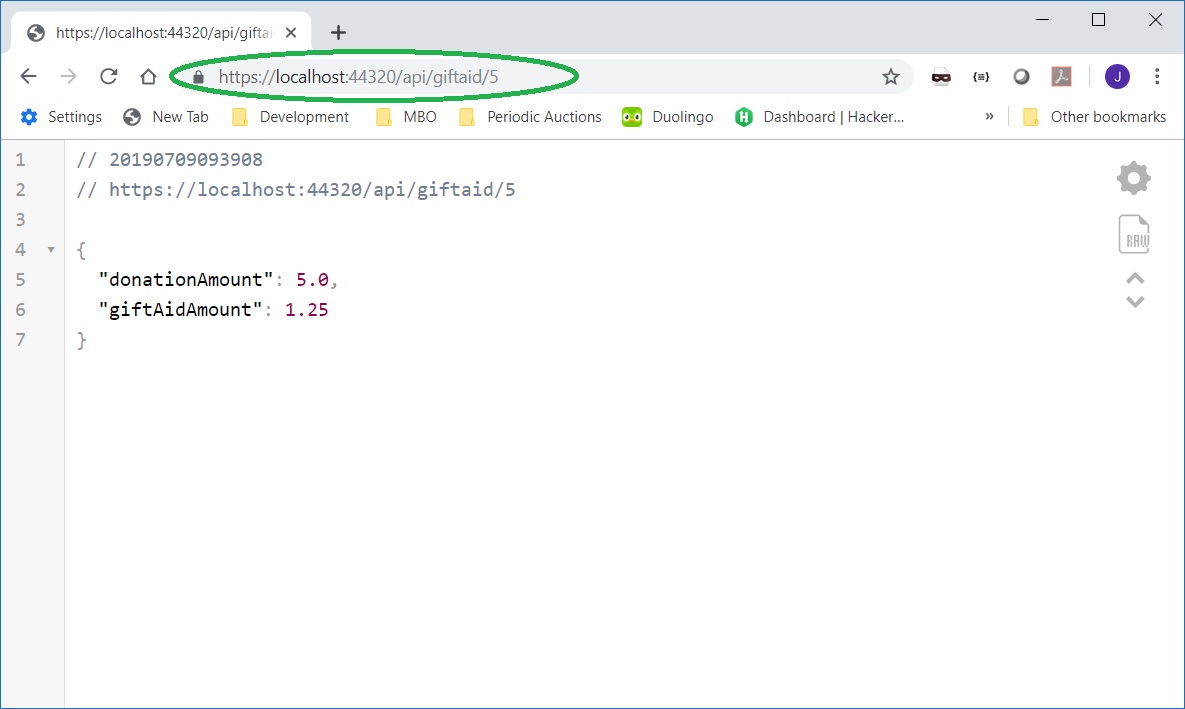 https://localhost:44320/api/giftai
https://localhost:44320/api/giftaid/5
J
Settings New Tab Development MBO Periodic Auctions Duolingo H Dashboard | Hacker... » Other bookmarks
1 // 20190709093908
2 // https://localhost:44320/api/giftaid/5
3
4 {
5 "donationAmount": 5.0,
6 "giftAidAmount": 1.25
7 }
RAW